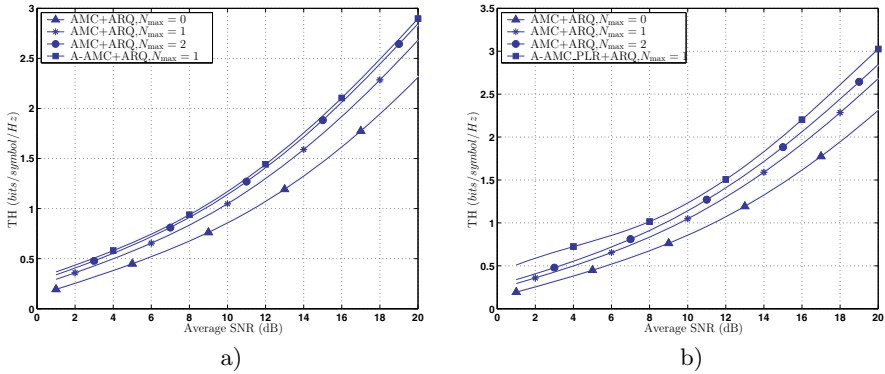 AMC+ARQ,N_max = 0
AMC+ARQ,N_max = 1
AMC+ARQ,N_max = 2
A-AMC+ARQ,N_max = 1
TH (bits/symbol/Hz)
3
2.5
2
1.5
1
0.5
0
0 2 4 6 8 10 12 14 16 18 20
Average SNR (dB)
a)
AMC+ARQ,N_max = 0
AMC+ARQ,N_max = 1
AMC+ARQ,N_max = 2
A-AMC-PLR+ARQ,N_max = 1
TH (bits/symbol/Hz)
3.5
3
2.5
2
1.5
1
0.5
0
0 2 4 6 8 10 12 14 16 18 20
Average SNR (dB)
b)